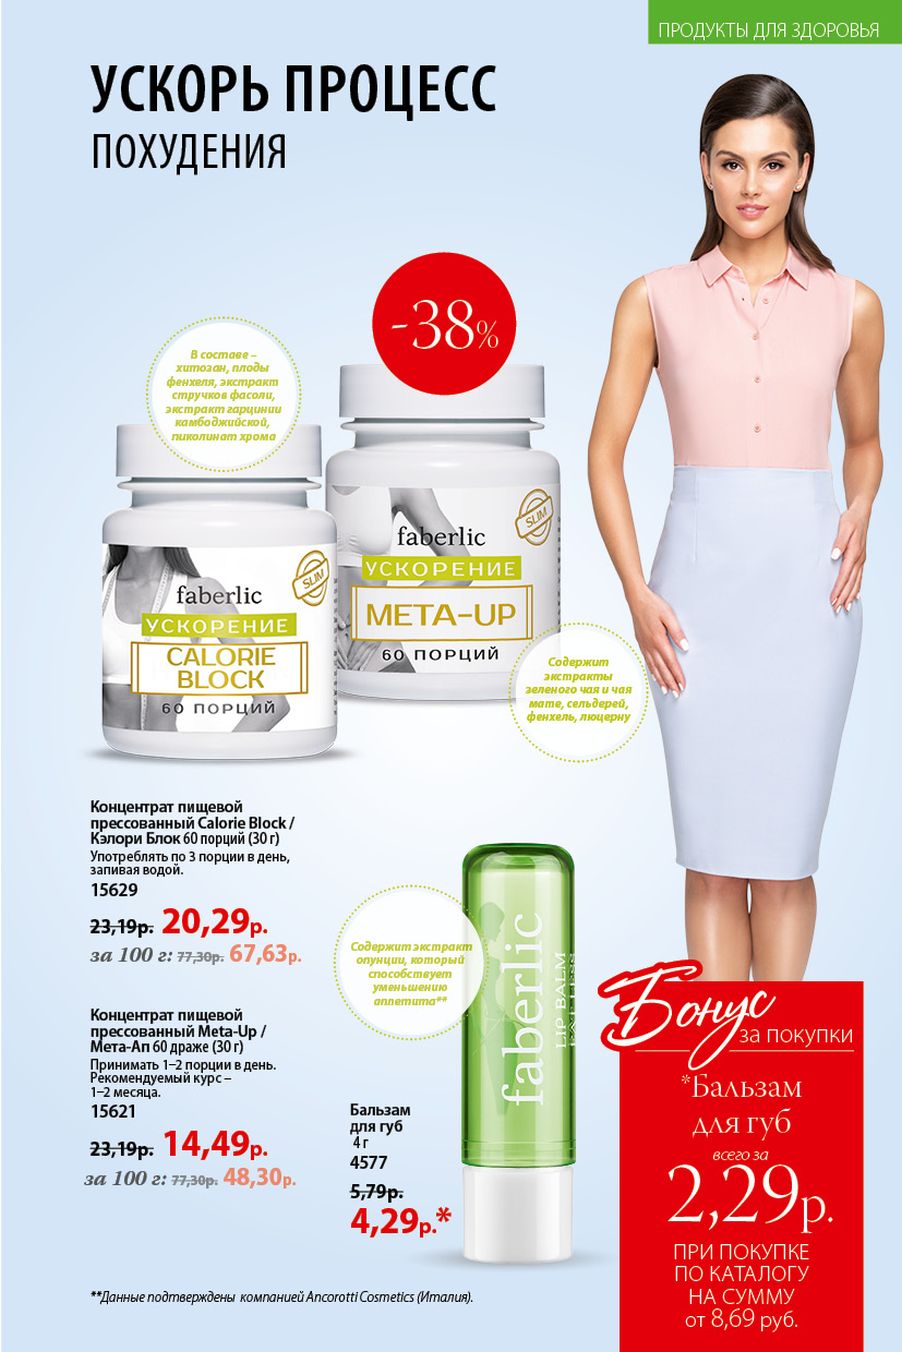 ПРОДУКТЫ ДЛЯ ЗДОРОВЬЯ
УСКОРЬ ПРОЦЕСС
ПОХУДЕНИЯ
-38%
В составе –
хитозан, плоды
фенхеля, экстракт
стручков фасоли,
экстракт гарцинии
камбоджийской,
пиколинат хрома
faberlic
SLIM
УСКОРЕНИЕ
META-UP
60 ПОРЦИЙ
faberlic
SLIM
УСКОРЕНИЕ
CALORIE
BLOCK
60 ПОРЦИЙ
Содержит
экстракты
зеленого чая и чая
мате, сельдерей,
фенхель, люцерну
Концентрат пищевой
прессованный Calorie Block /
Кэлори Блок 60 порций (30 г)
Употреблять по 3 порции в день,
запивая водой.
15629
23,19р. 20,29р.
за 100 г: 77,30р. 67,63р.
Концентрат пищевой
прессованный Meta-Up /
Мета-Ап 60 драже (30 г)
Принимать 1–2 порции в день.
Рекомендуемый курс –
1–2 месяца.
15621
23,19р. 14,49р.
за 100 г: 77,30р. 48,30р.
Содержит экстракт
опунции, который
способствует
уменьшению
аппетита**
faberlic
LIP BALM
Бальзам
для губ
4 г
4577
5,79р.
4,29р.*
Бонус
за покупки
*Бальзам
для губ
всего за
2,29р.
ПРИ ПОКУПКЕ
ПО КАТАЛОГУ
НА СУММУ
от 8,69 руб.
**Данные подтверждены компанией Ancorotti Cosmetics (Италия).